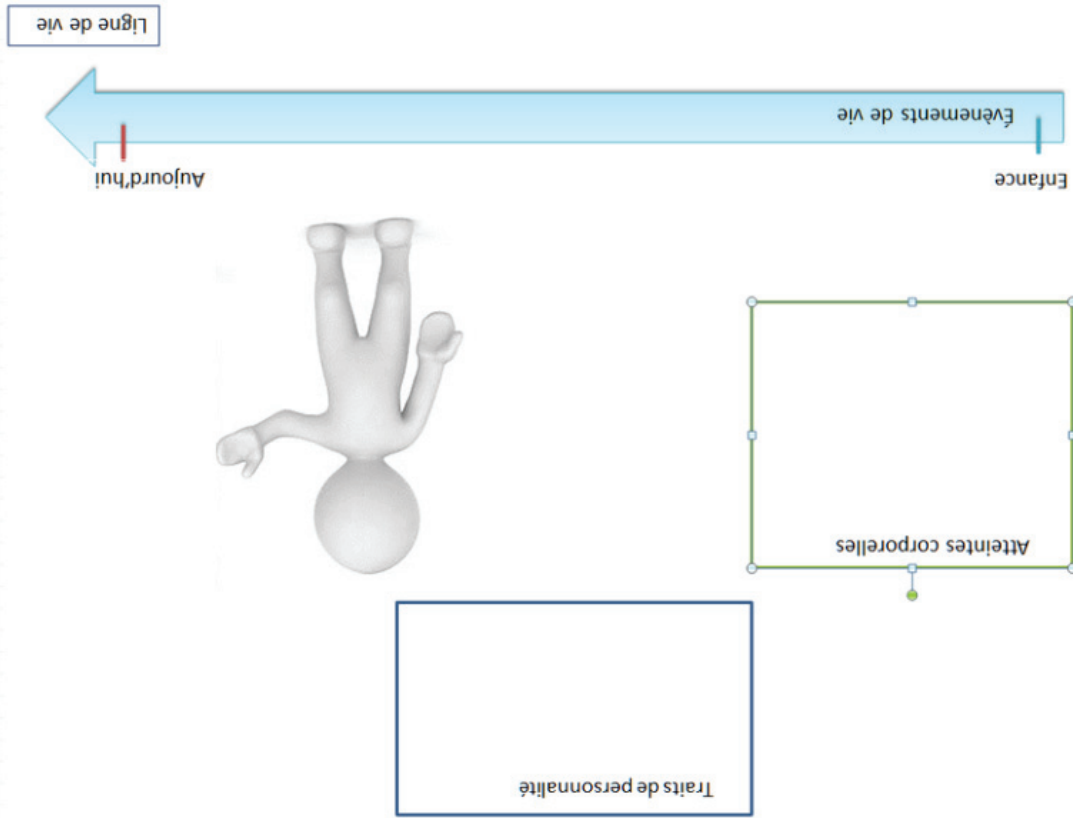 Traits de personnalité
Atteintes corporelles
Enfance
Aujourd'hui
Évènements de vie
Ligne de vie